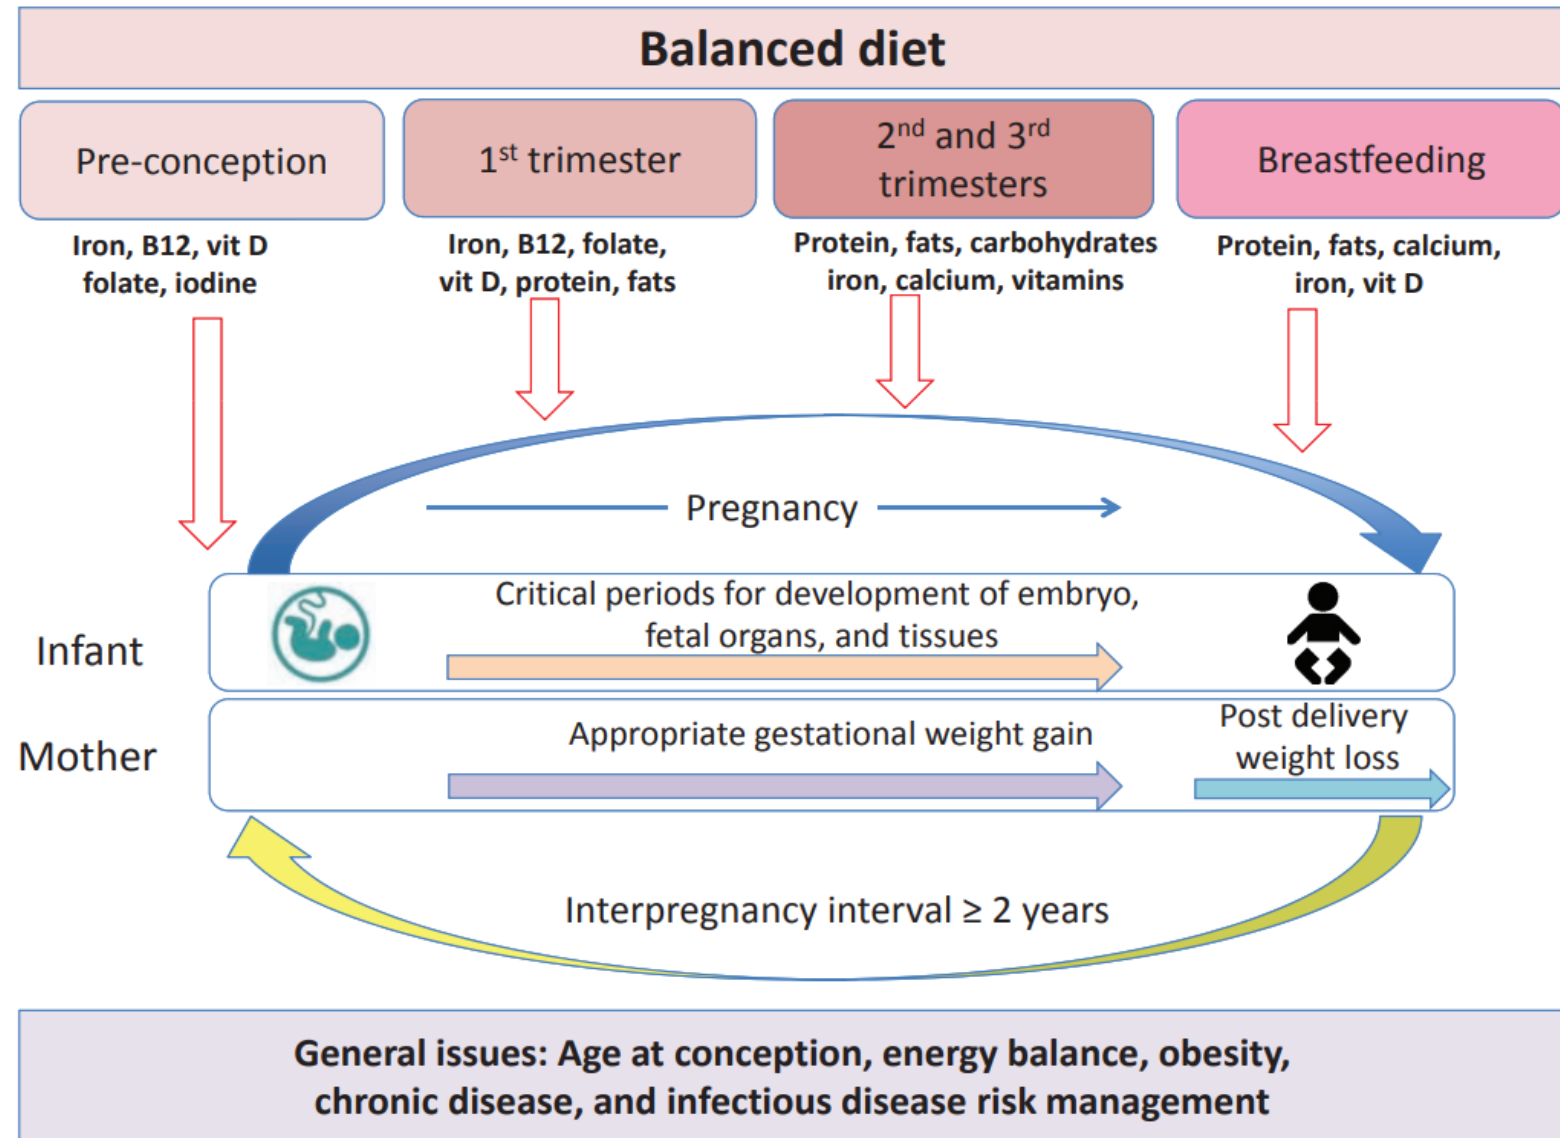 Balanced diet
Pre-conception
1st trimester
2nd and 3rd
trimesters
Breastfeeding
Iron, B12, vit D
folate, iodine
Iron, B12, folate,
vit D, protein, fats
Protein, fats, carbohydrates
iron, calcium, vitamins
Protein, fats, calcium,
iron, vit D
Pregnancy
Infant
Critical periods for development of embryo,
fetal organs, and tissues
Mother
Appropriate gestational weight gain
Post delivery
weight loss
Interpregnancy interval ≥ 2 years
General issues: Age at conception, energy balance, obesity,
chronic disease, and infectious disease risk management